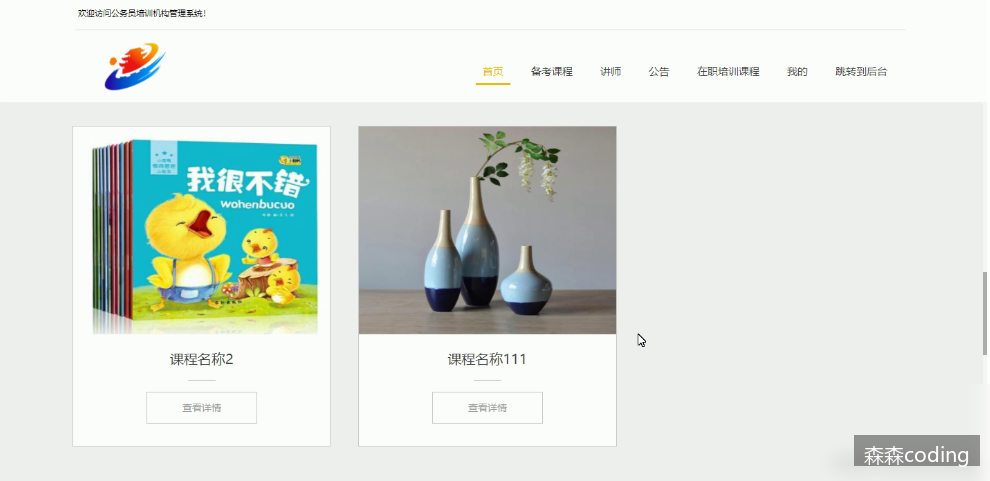 欢迎访问公务员培训机构管理系统！
首页 备考课程 讲师 公告 在职培训课程 我的 跳转到后台
我很不错
wohenbucuo
课程名称2
查看详情
课程名称111
查看详情
森森coding